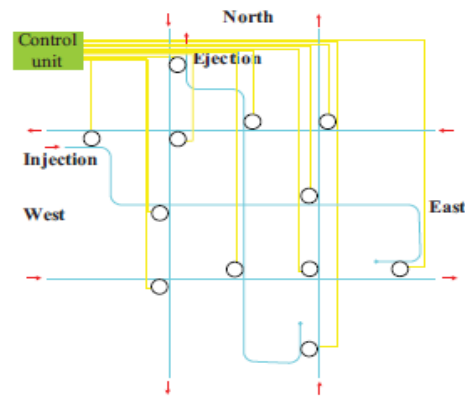 North
Control
unit
Ejection
Injection
West
East